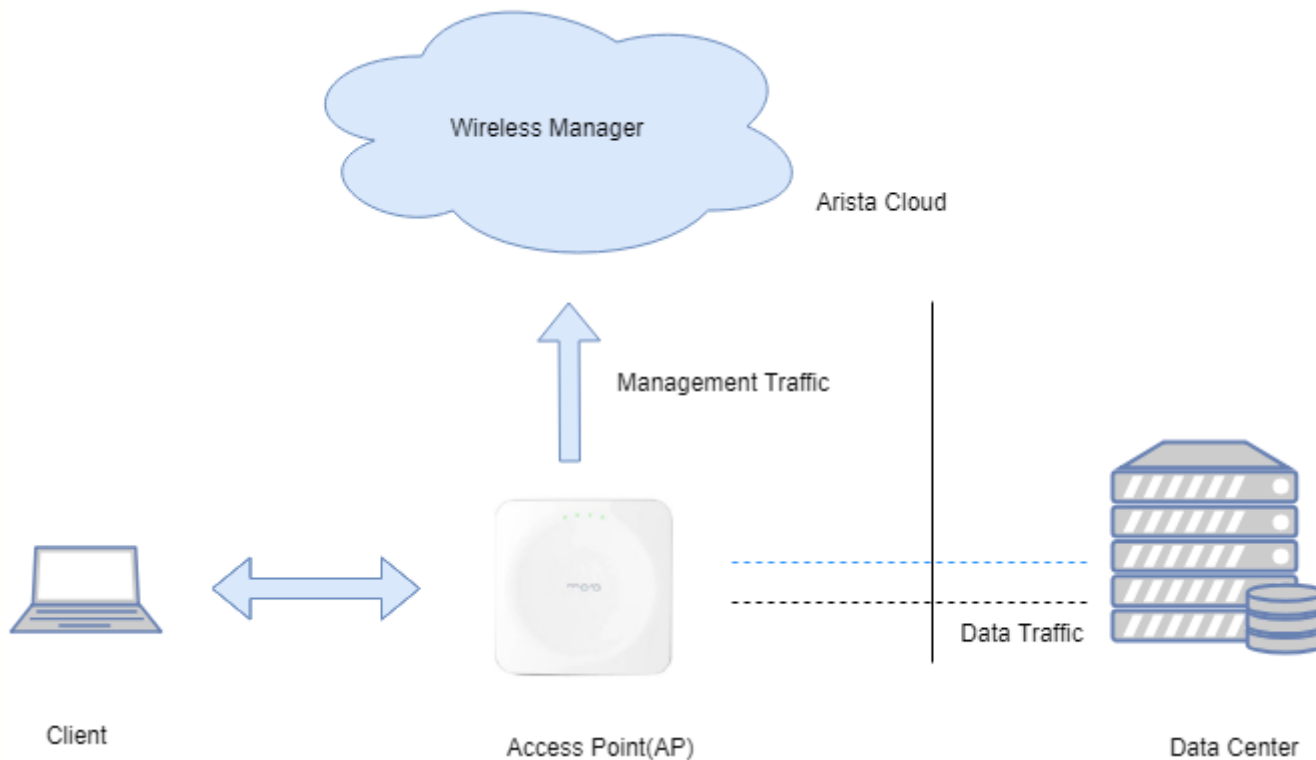 Wireless Manager
Arista Cloud
Management Traffic
Data Traffic
Client
Access Point(AP)
Data Center